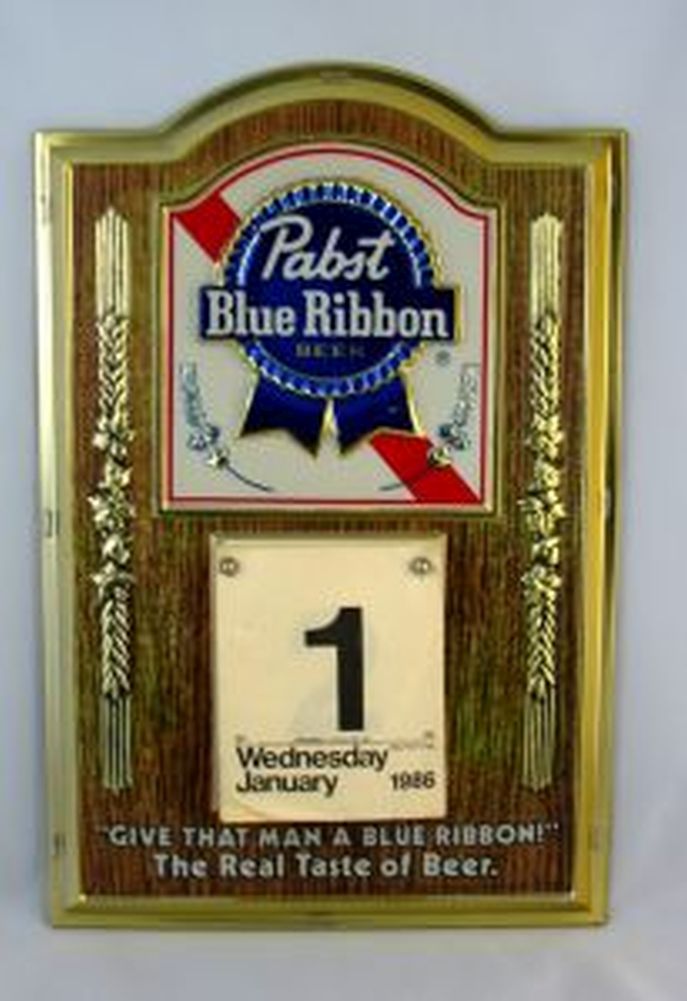 Pabst
Blue Ribbon
BEER
®
1
Wednesday
January 1986
"GIVE THAT MAN A BLUE RIBBON!"
The Real Taste of Beer.